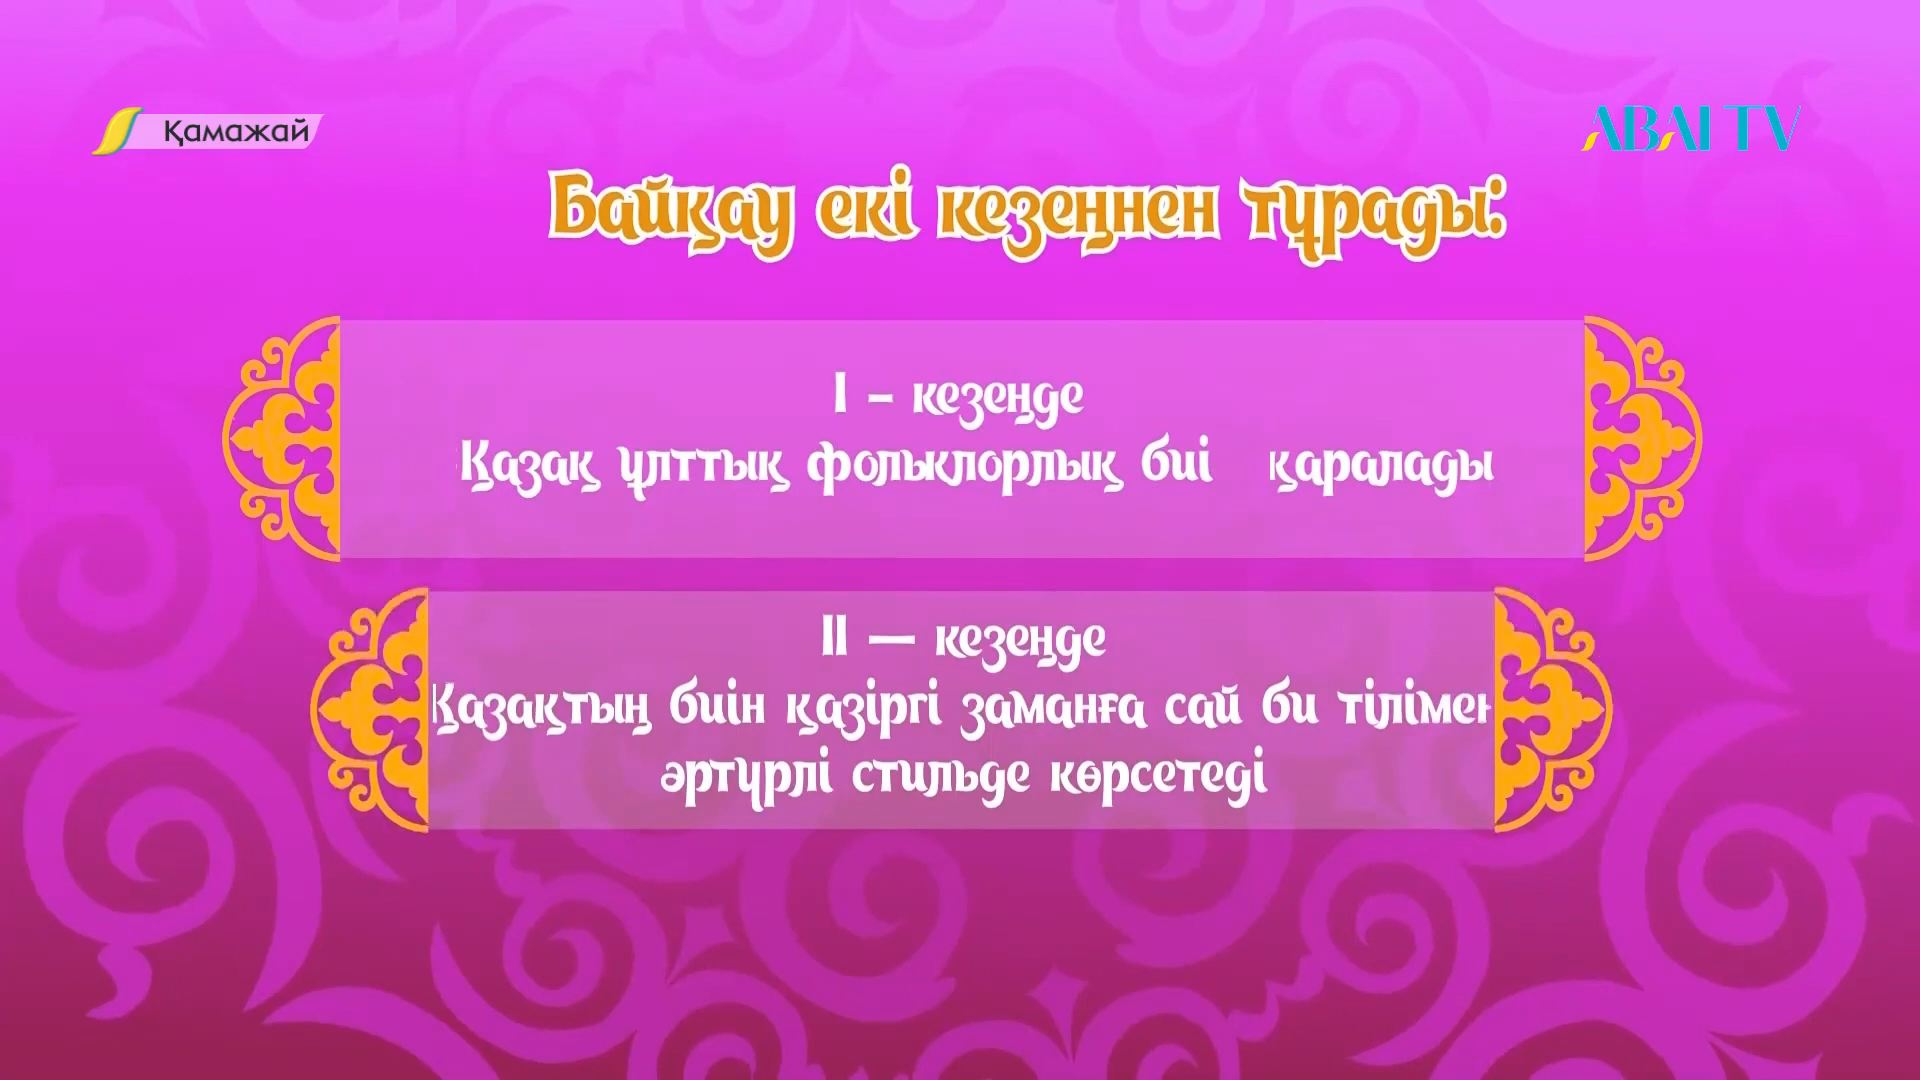 Қамажай
ABAI TV
Байқау екі кезеңнен тұрады:
I – кезеңде
Қазақ ұлттық фольклорлық биі қаралады
II — кезеңде
Қазақтың биін қазіргі заманға сай би тілімен
әртүрлі стильде көрсетеді